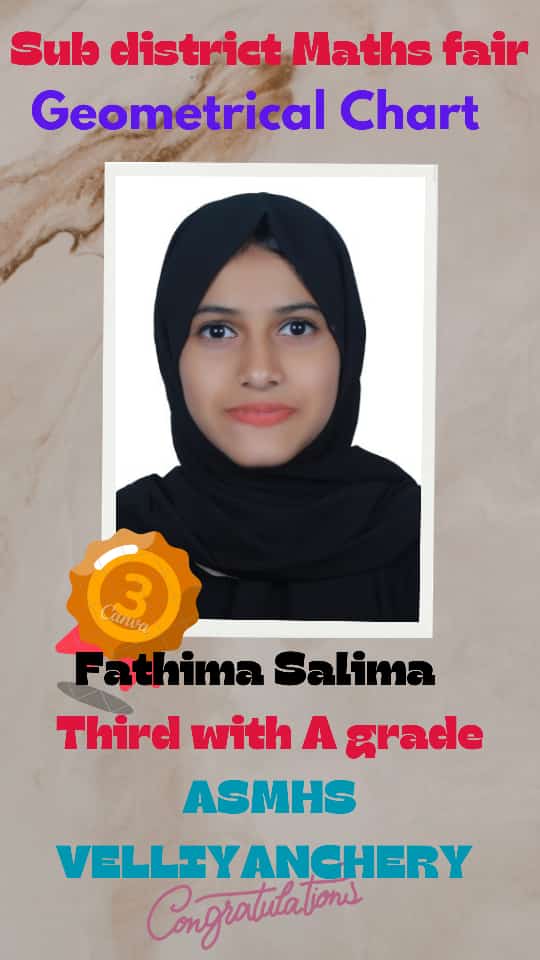 Sub district Maths fair
Geometrical Chart
3
Canva
Fathima Salima
Third with A grade
ASMHS
VELLIYANCHERY
Congratulations